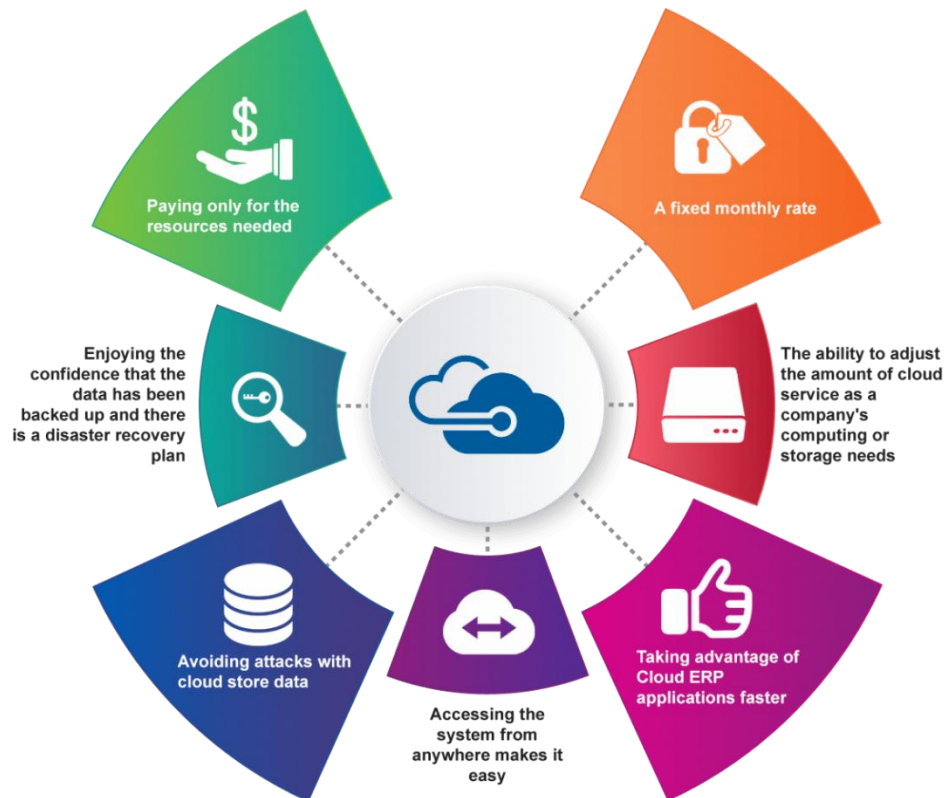 Paying only for the
resources needed
A fixed monthly rate
Enjoying the
confidence that the
data has been
backed up and there
is a disaster recovery
plan
The ability to adjust
the amount of cloud
service as a
company's
computing or
storage needs
Avoiding attacks with
cloud store data
Accessing the
system from
anywhere makes it
easy
Taking advantage of
Cloud ERP
applications faster